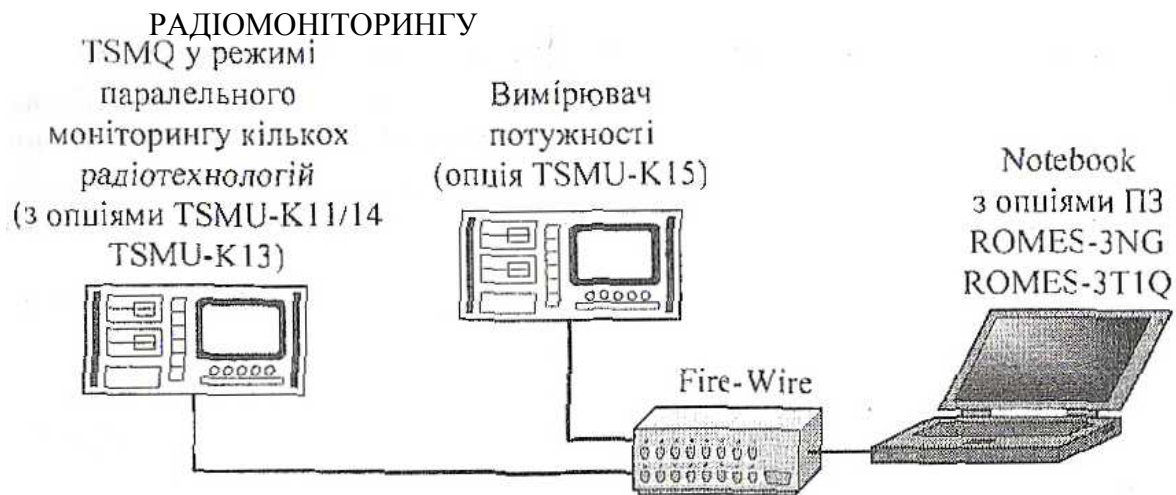 РАДІОМОНІТОРИНГУ
TSMQ у режимі
паралельного
моніторингу кількох
радіотехнологій
(з опціями TSMU-K11/14
TSMU-K13)
Вимірювач
потужності
(опція TSMU-K15)
Notebook
з опціями ПЗ
ROMES-3NG
ROMES-3T1Q
Fire-Wire